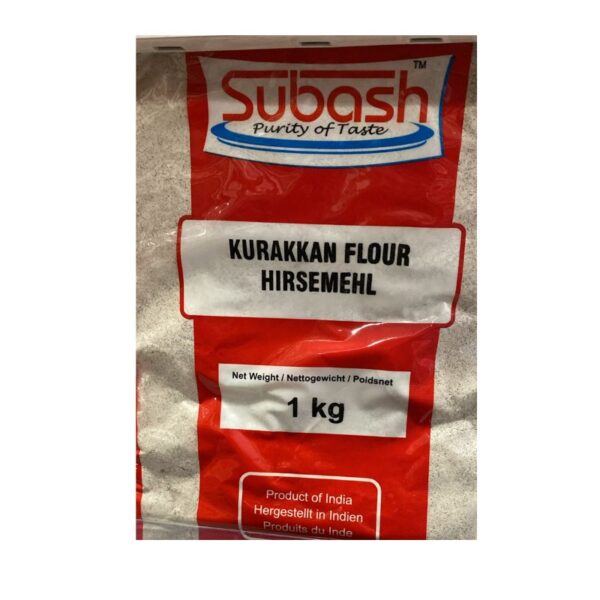 TM
Subash
Purity of Taste
KURAKKAN FLOUR
HIRSEMEHL
Net Weight / Nettogewicht / Poidsnet
1 kg
Product of India
Hergestellt in Indien
Produits du Inde